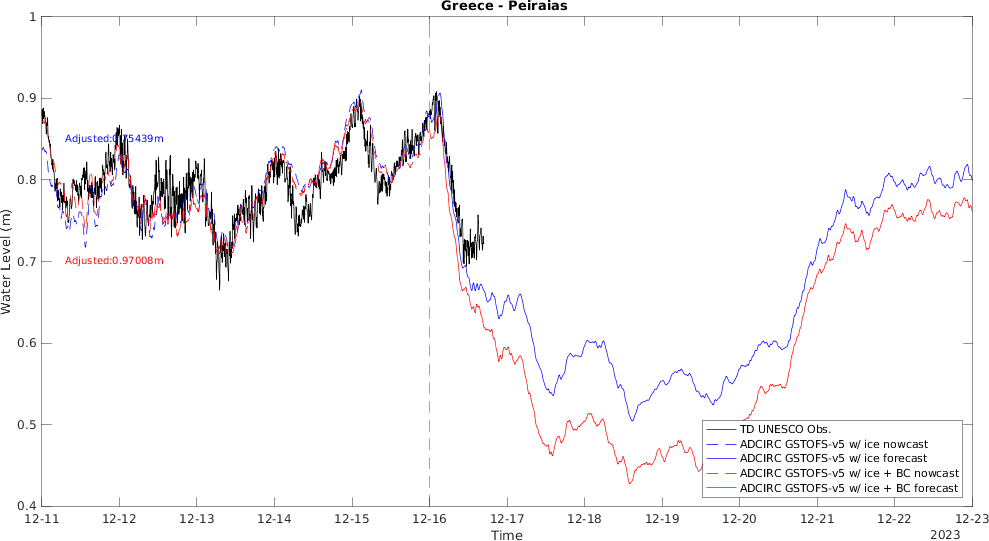 Greece - Peiraias
Water Level (m)
1
0.9
0.8
0.7
0.6
0.5
0.4
Adjusted:0.75439m
Adjusted:0.97008m
TD UNESCO Obs.
ADCIRC GSTOFS-v5 w/ ice nowcast
ADCIRC GSTOFS-v5 w/ ice forecast
ADCIRC GSTOFS-v5 w/ ice + BC nowcast
ADCIRC GSTOFS-v5 w/ ice + BC forecast
12-11 12-12 12-13 12-14 12-15 12-16 12-17 12-18 12-19 12-20 12-21 12-22 12-23
Time
2023